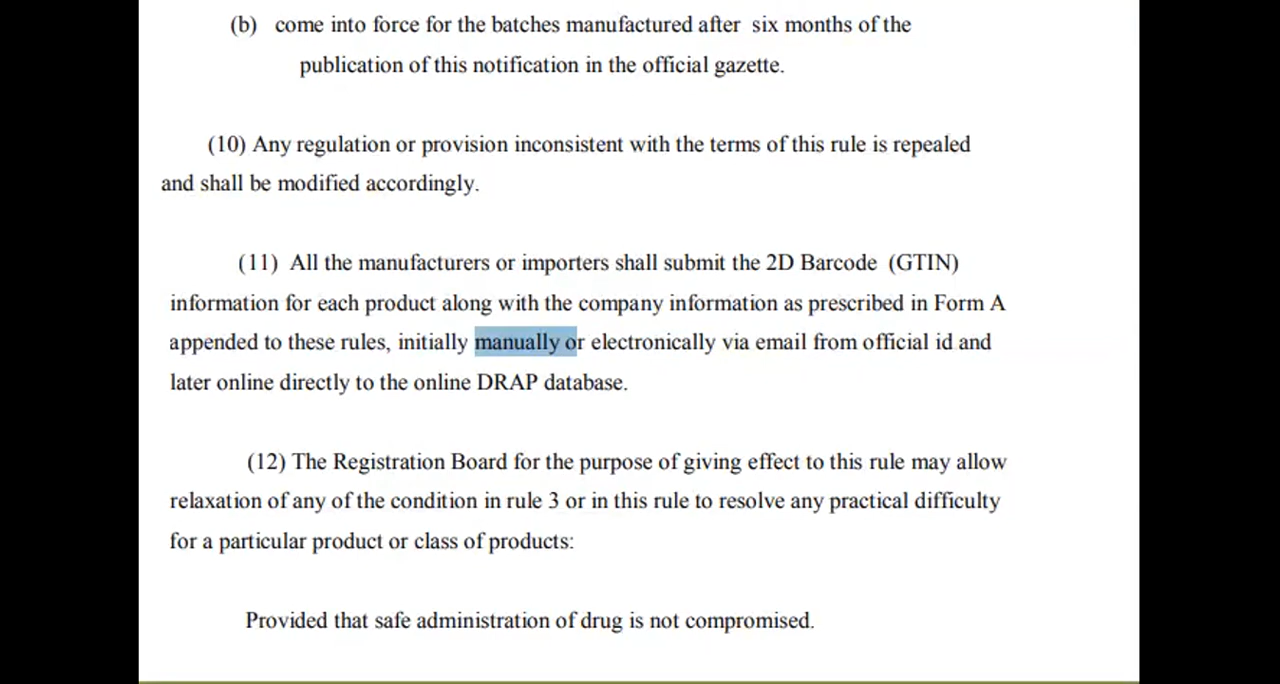 (b) come into force for the batches manufactured after six months of the
publication of this notification in the official gazette.
(10) Any regulation or provision inconsistent with the terms of this rule is repealed
and shall be modified accordingly.
(11) All the manufacturers or importers shall submit the 2D Barcode (GTIN)
information for each product along with the company information as prescribed in Form A
appended to these rules, initially manually or electronically via email from official id and
later online directly to the online DRAP database.
(12) The Registration Board for the purpose of giving effect to this rule may allow
relaxation of any of the condition in rule 3 or in this rule to resolve any practical difficulty
for a particular product or class of products:
Provided that safe administration of drug is not compromised.